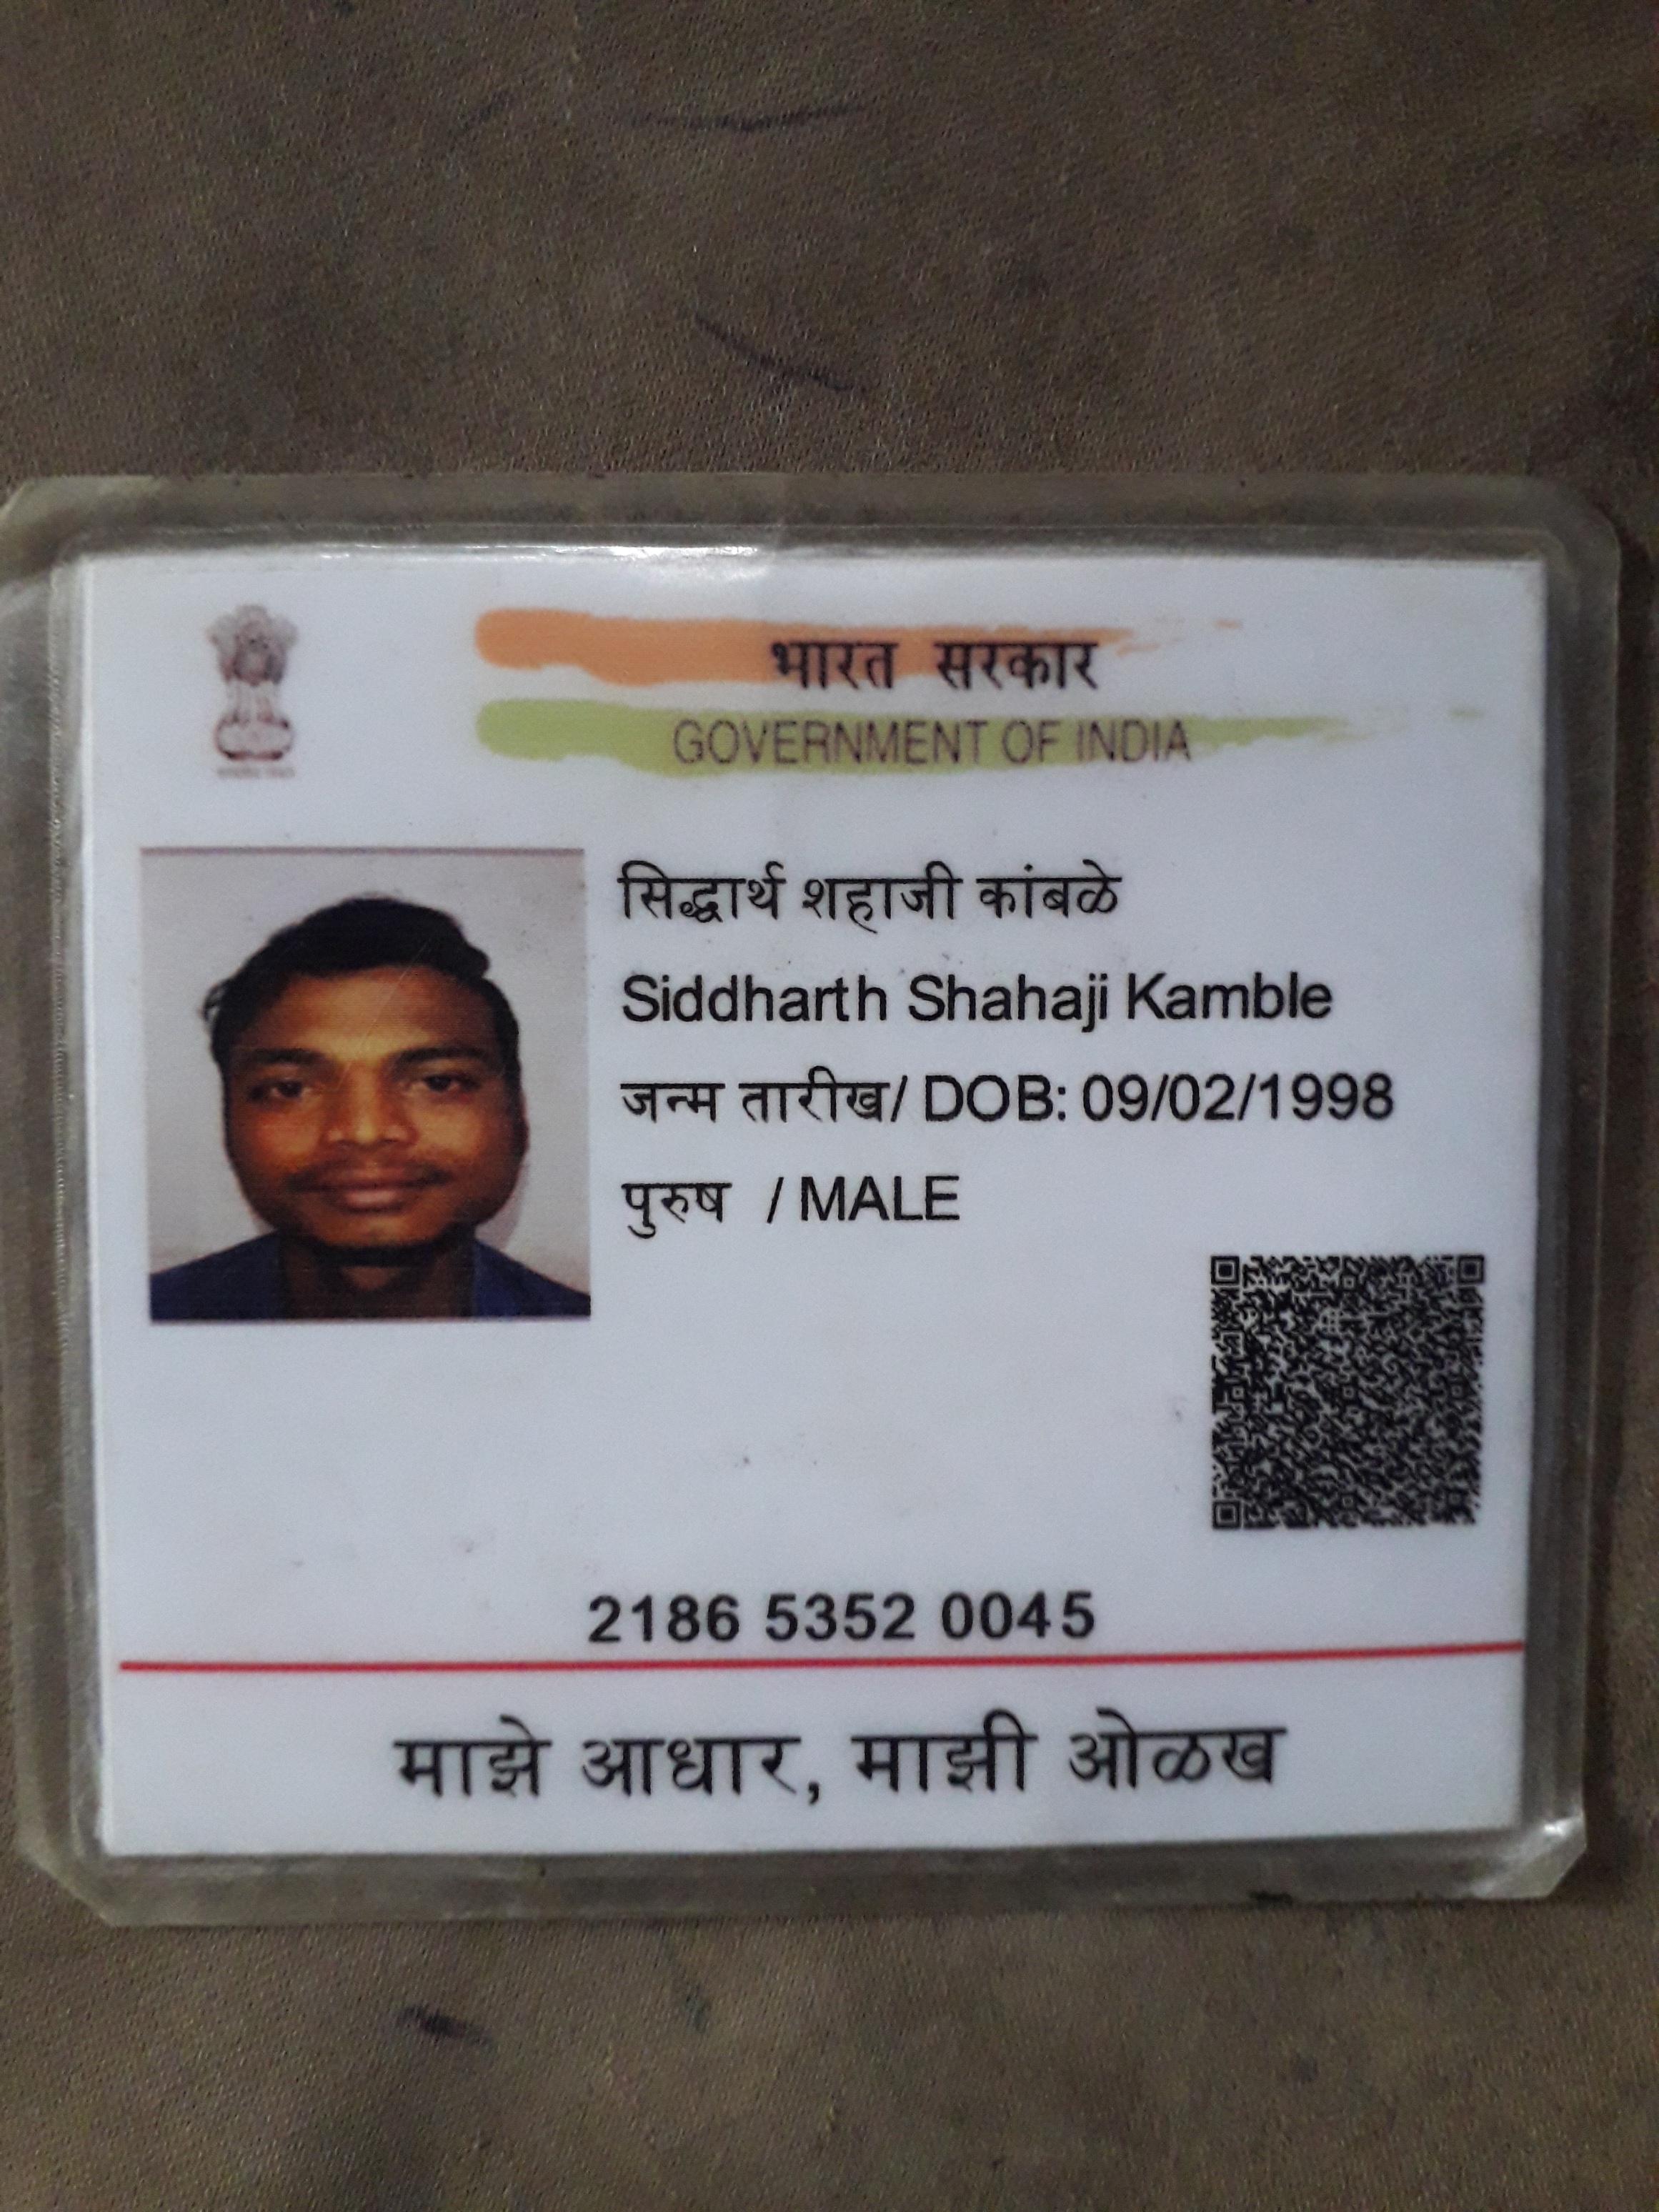 भारत सरकार
GOVERNMENT OF INDIA
सिद्धार्थ शहाजी कांबळे
Siddharth Shahaji Kamble
जन्म तारीख/ DOB: 09/02/1998
पुरुष / MALE
2186 5352 0045
माझे आधार, माझी ओळख